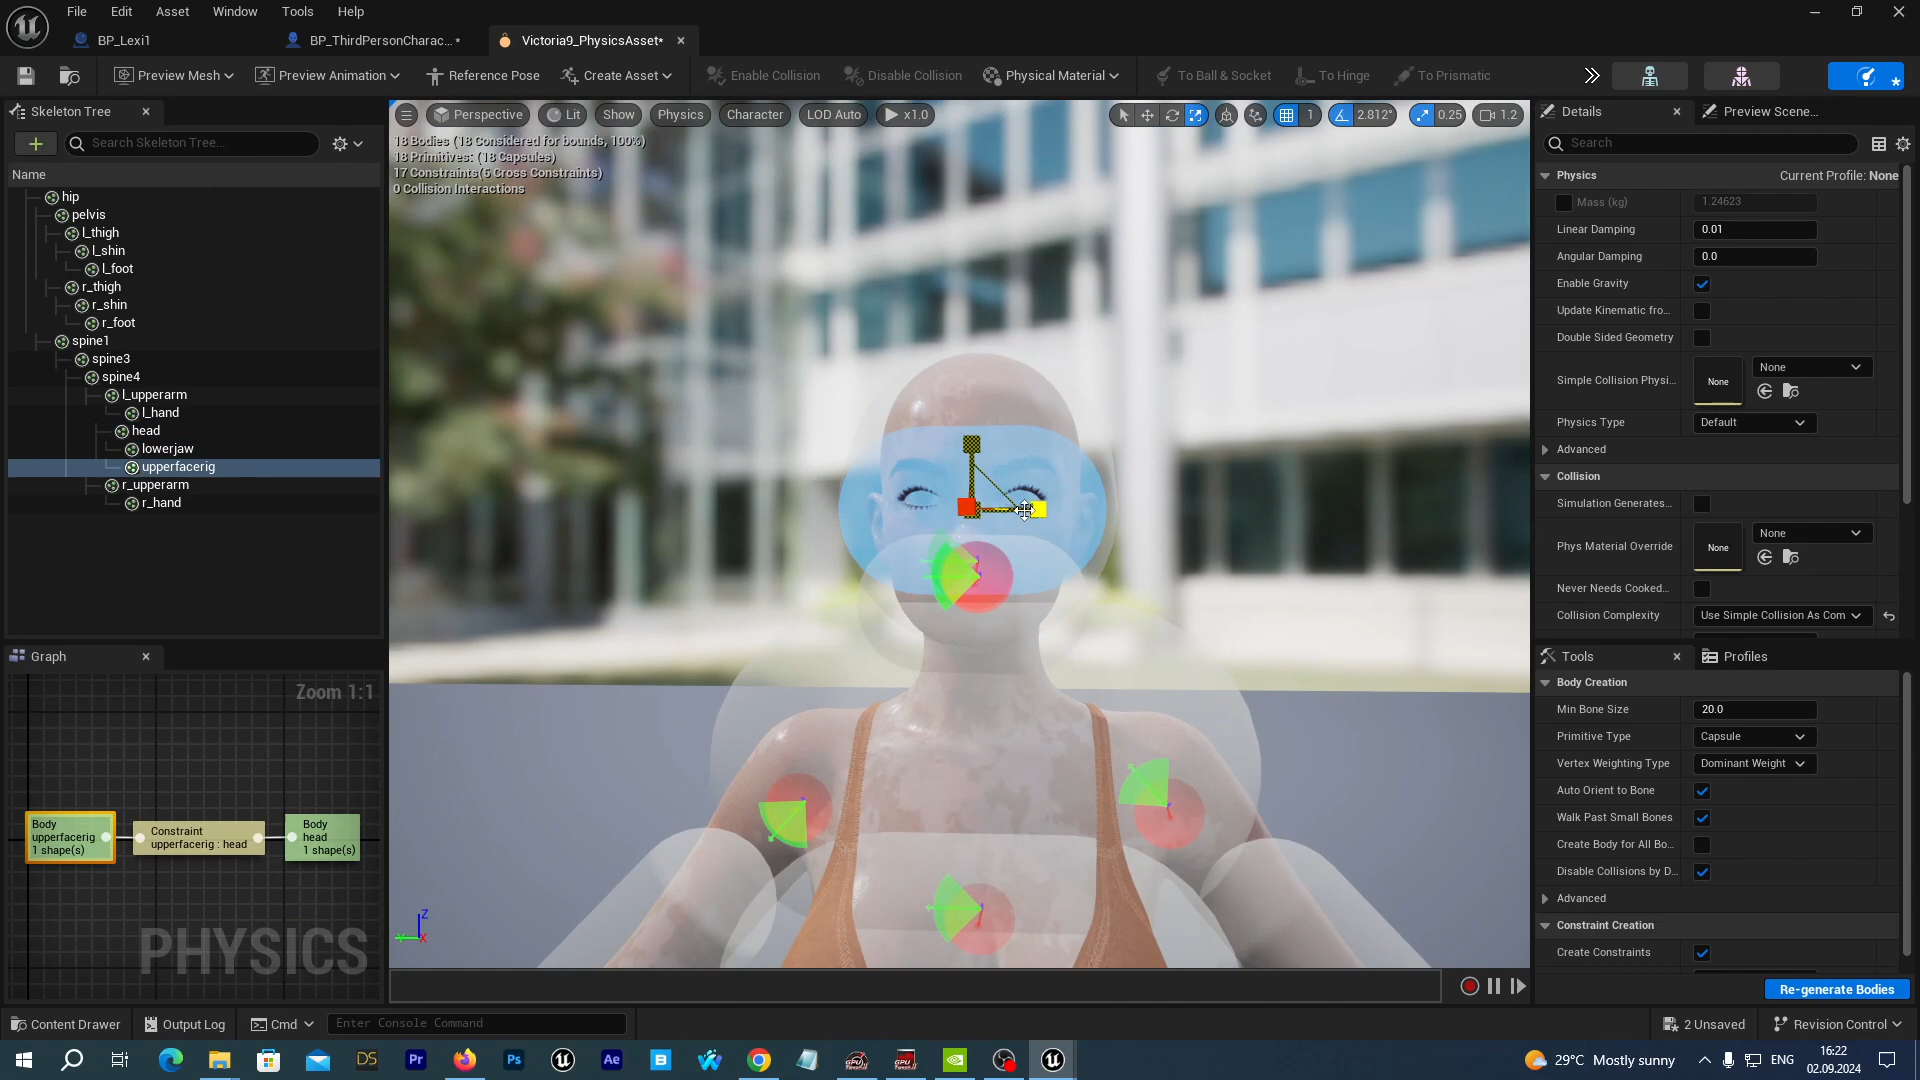 File Edit Asset Window Tools Help
BP_Lexi1
BP_ThirdPersonCharac...*
Victoria9_PhysicsAsset*
Preview Mesh
Preview Animation
Reference Pose
Create Asset
Enable Collision
Disable Collision
Physical Material
To Ball & Socket
To Hinge
To Prismatic
Skeleton Tree
Search Skeleton Tree...
Name
hip
pelvis
l_thigh
l_shin
l_foot
r_thigh
r_shin
r_foot
spine1
spine3
spine4
l_upperarm
l_hand
head
lowerjaw
upperfacerig
r_upperarm
r_hand
Graph
Zoom 1:1
Body
upperfacerig
1 shape(s)
Constraint
upperfacerig : head
Body
head
1 shape(s)
PHYSICS
Perspective
Lit
Show
Physics
Character
LOD Auto
x1.0
1
2.812°
0.25
1.2
18 Bodies (18 Considered for bounds, 100%)
18 Primitives: (18 Capsules)
17 Constraints(6 Cross Constraints)
0 Collision Interactions
Z
Y
X
Details
Preview Scene...
Search
Physics
Current Profile: None
Mass (kg) 1.24623
Linear Damping 0.01
Angular Damping 0.0
Enable Gravity
Update Kinematic fro...
Double Sided Geometry
Simple Collision Physi... None None
Physics Type Default
Advanced
Collision
Simulation Generates...
Phys Material Override None None
Never Needs Cooked...
Collision Complexity Use Simple Collision As Com
Tools
Profiles
Body Creation
Min Bone Size 20.0
Primitive Type Capsule
Vertex Weighting Type Dominant Weight
Auto Orient to Bone
Walk Past Small Bones
Create Body for All Bo...
Disable Collisions by D...
Advanced
Constraint Creation
Create Constraints
Re-generate Bodies
Content Drawer
Output Log
Cmd
Enter Console Command
2 Unsaved
Revision Control
DS
Pr
Ps
Ae
29°C Mostly sunny
ENG
16:22
02.09.2024